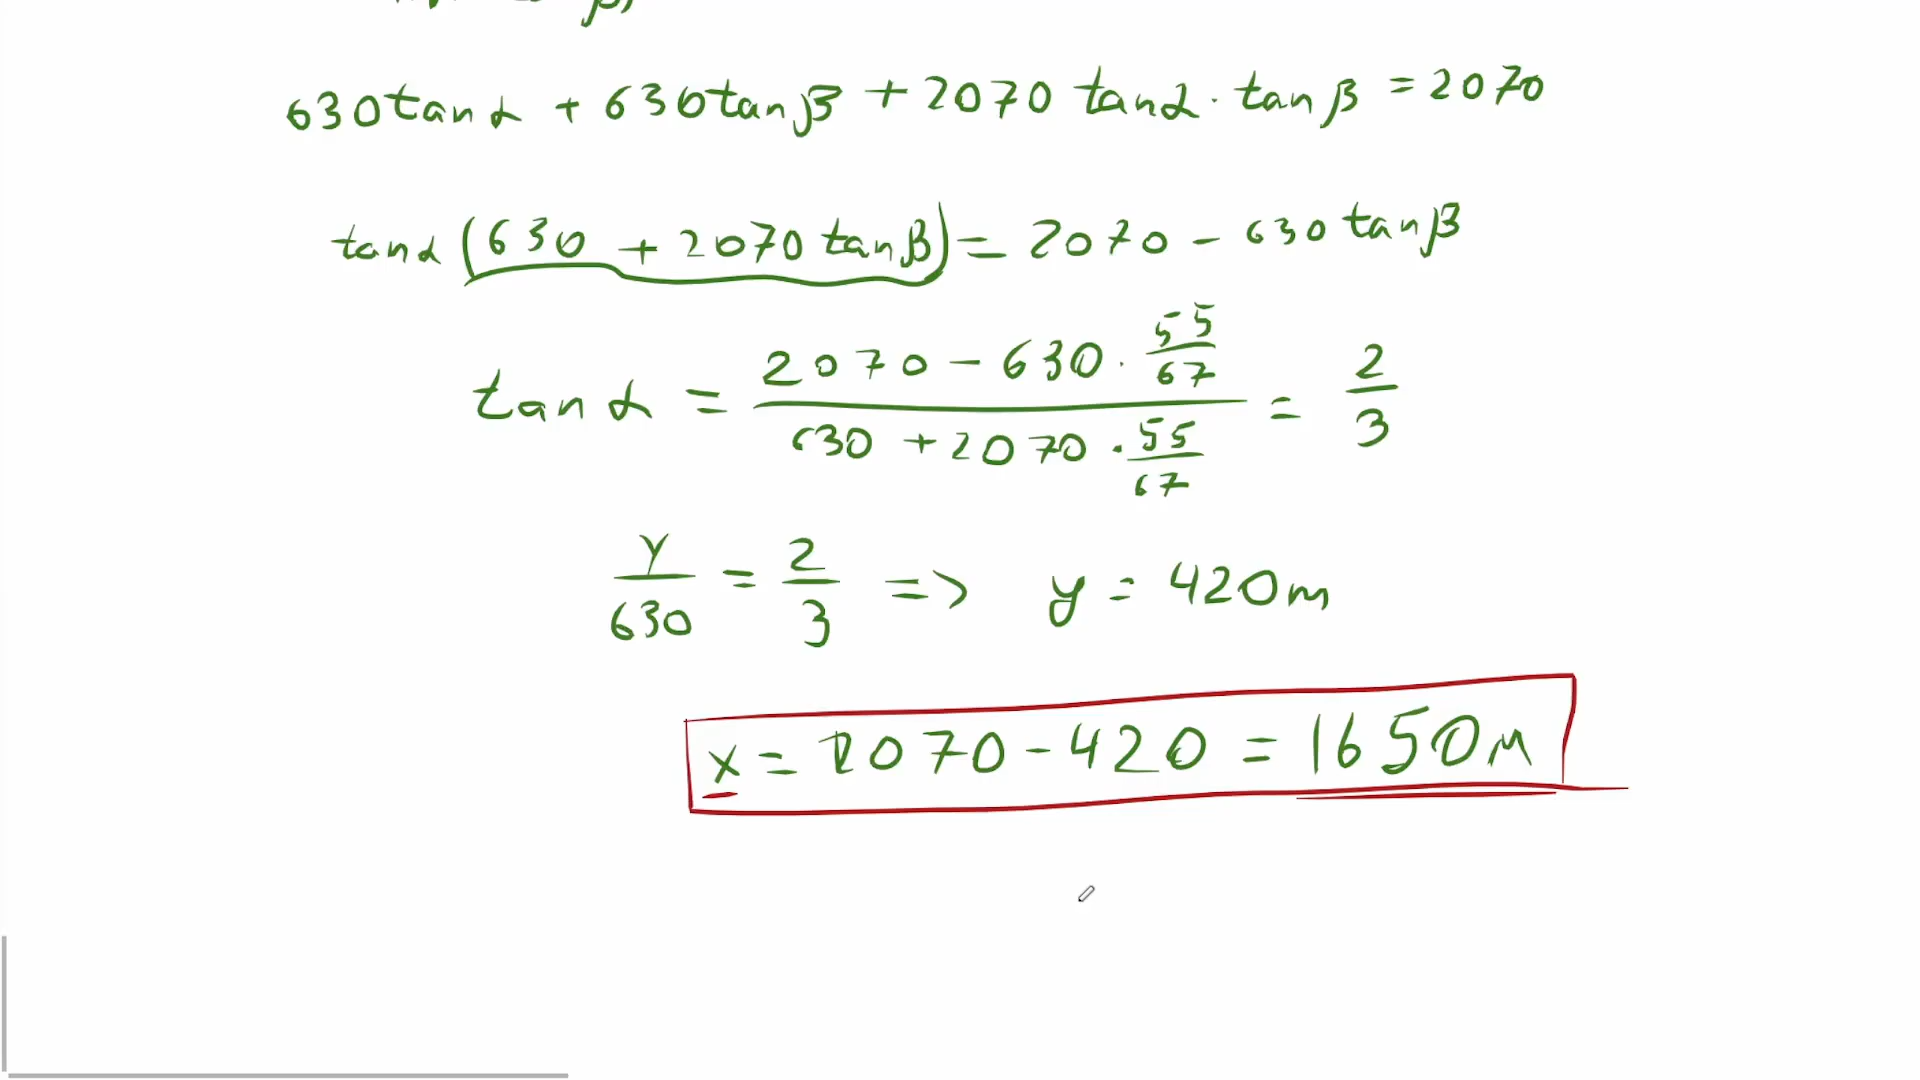 630tanα + 630tanβ + 2070 tanα · tanβ = 2070
tanα (630 + 2070 tanβ) = 2070 - 630 tanβ
tanα = (2070 - 630 · 55/67) / (630 + 2070 · 55/67) = 2/3
y/630 = 2/3 => y = 420m
x = 2070 - 420 = 1650m